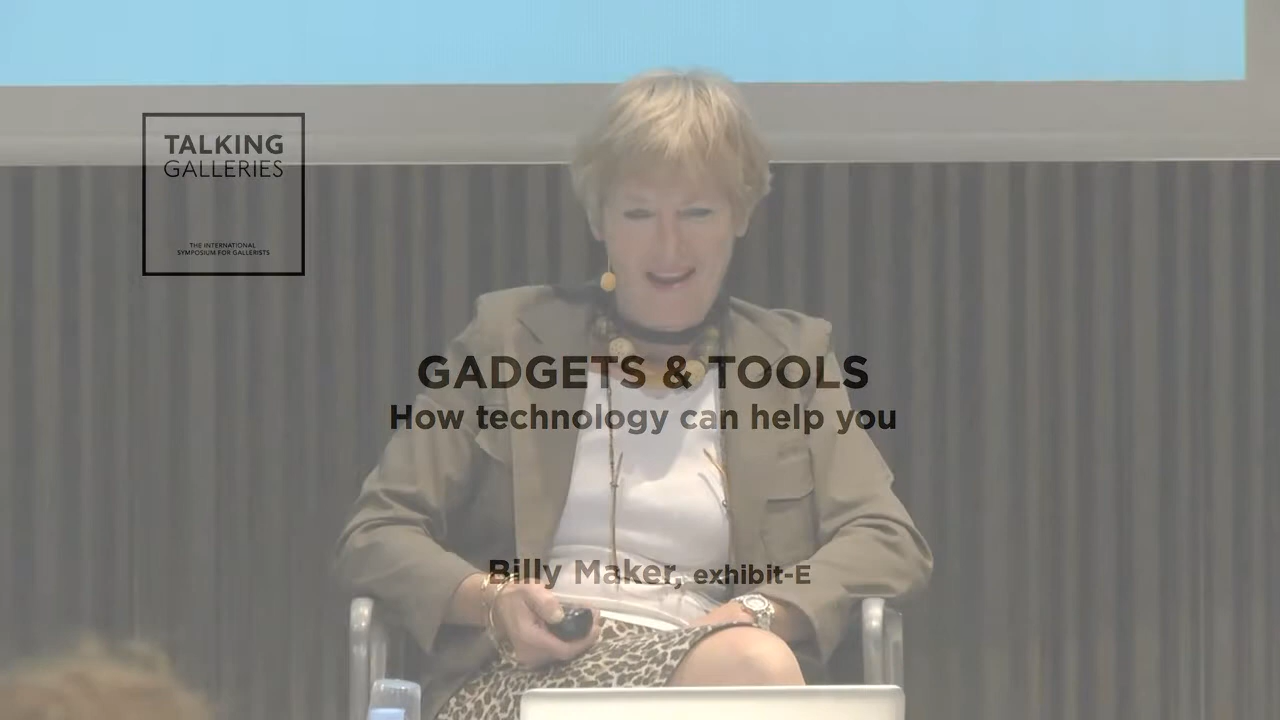 TALKING
GALLERIES
THE INTERNATIONAL
SYMPOSIUM FOR GALLERISTS
GADGETS & TOOLS
How technology can help you
Billy Maker, exhibit-E